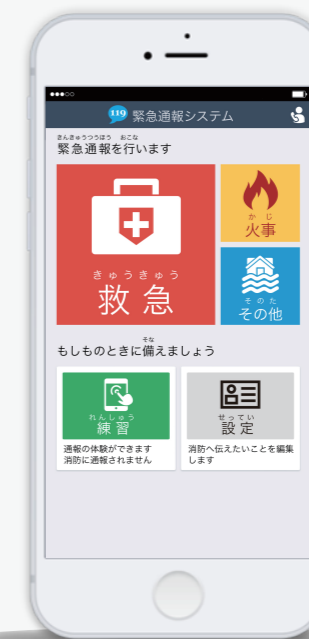 119 緊急通報システム
きんきゅうつうほう おこな
緊急通報を行います
きゅうきゅう
救急
かじ
火事
そのた
その他
そな
もしものときに備えましょう
れんしゅう
練習
通報の体験ができます
消防に通報されません
せってい
設定
消防へ伝えたいことを編集
します